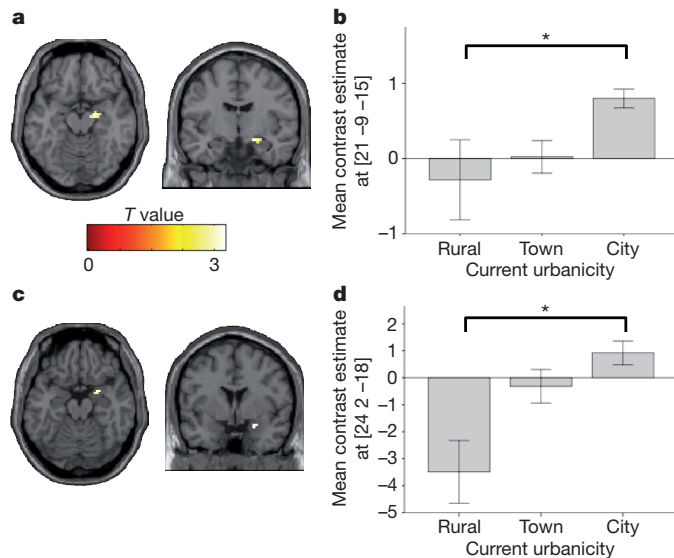 a
T value
0
3
b
Mean contrast estimate
at [21 −9 −15]
1
0
−1
*
Rural
Town
City
Current urbanicity
c
d
Mean contrast estimate
at [24 2 −18]
2
1
0
−1
−2
−3
−4
−5
*
Rural
Town
City
Current urbanicity